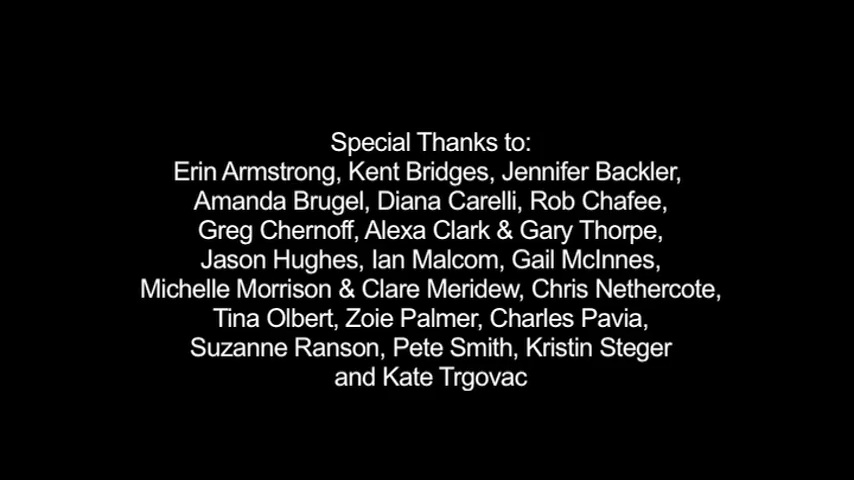 Special Thanks to:
Erin Armstrong, Kent Bridges, Jennifer Backler,
Amanda Brugel, Diana Carelli, Rob Chafee,
Greg Chernoff, Alexa Clark & Gary Thorpe,
Jason Hughes, Ian Malcom, Gail McInnes,
Michelle Morrison & Clare Meridew, Chris Nethercote,
Tina Olbert, Zoie Palmer, Charles Pavia,
Suzanne Ranson, Pete Smith, Kristin Steger
and Kate Trgovac